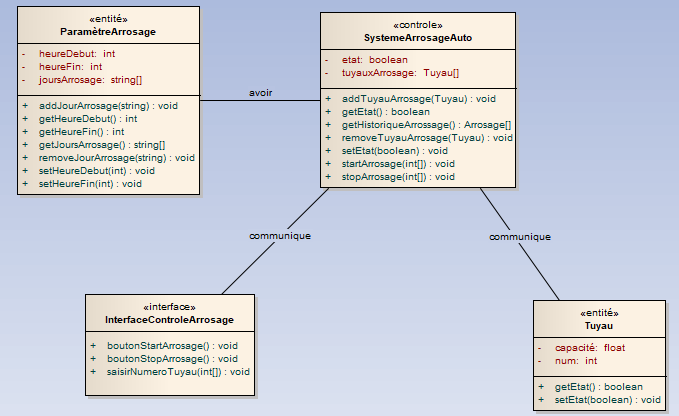 «entité»
ParamètreArrosage
- heureDebut: int
- heureFin: int
- joursArrosage: string[]
+ addJourArrosage(string) : void
+ getHeureDebut() : int
+ getHeureFin() : int
+ getJoursArrosage() : string[]
+ removeJourArrosage(string) : void
+ setHeureDebut(int) : void
+ setHeureFin(int) : void
avoir
«controle»
SystemeArrosageAuto
- etat: boolean
- tuyauxArrosage: Tuyau[]
+ addTuyauArrosage(Tuyau) : void
+ getEtat() : boolean
+ getHistoriqueArrossage() : Arrosage[]
+ removeTuyauArrosage(Tuyau) : void
+ setEtat(boolean) : void
+ startArrosage(int[]) : void
+ stopArrosage(int[]) : void
communique
communique
«interface»
InterfaceControleArrosage
+ boutonStartArrosage() : void
+ boutonStopArrosage() : void
+ saisirNumeroTuyau(int[]) : void
«entité»
Tuyau
- capacité: float
- num: int
+ getEtat() : boolean
+ setEtat(boolean) : void